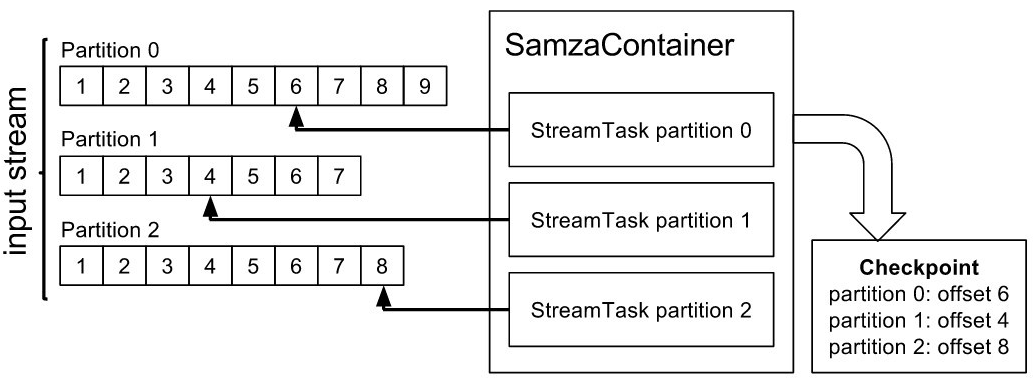 input stream
Partition 0
1 2 3 4 5 6 7 8 9
Partition 1
1 2 3 4 5 6 7
Partition 2
1 2 3 4 5 6 7 8
SamzaContainer
StreamTask partition 0
StreamTask partition 1
StreamTask partition 2
Checkpoint
partition 0: offset 6
partition 1: offset 4
partition 2: offset 8